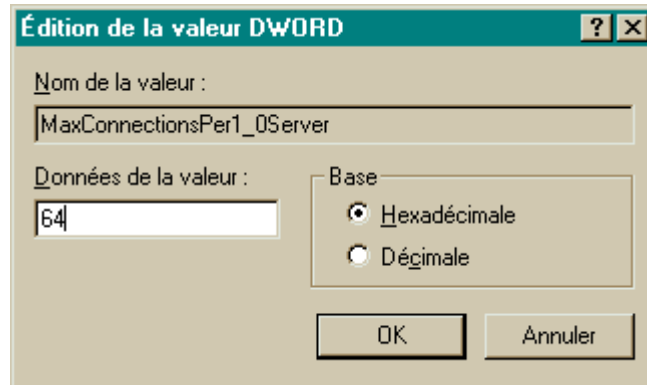 Édition de la valeur DWORD
Nom de la valeur :
MaxConnectionsPer1_0Server
Données de la valeur :
64
Base
Hexadécimale
Décimale
OK
Annuler